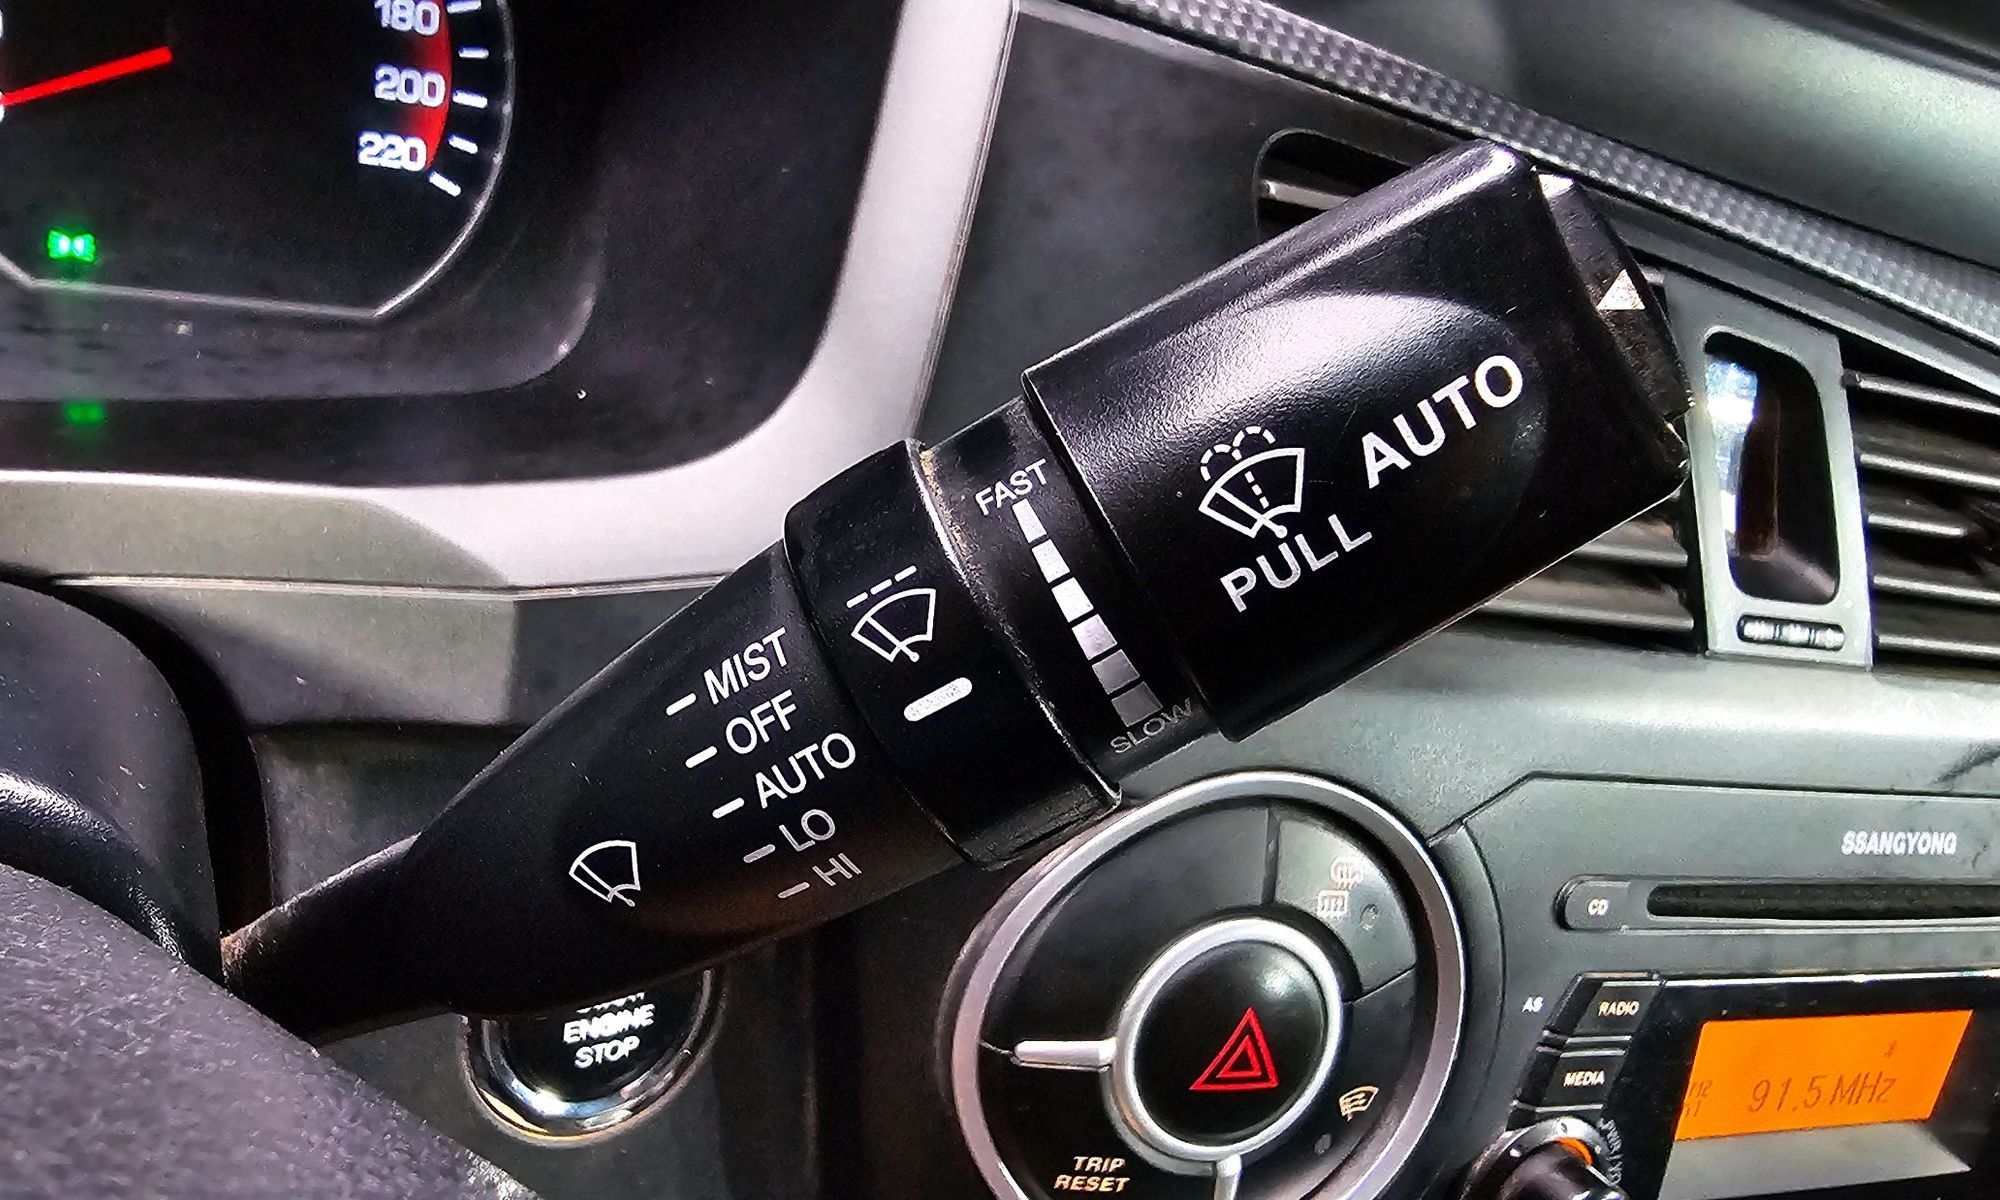 180
200
220
FAST
SLOW
AUTO
PULL
MIST
OFF
AUTO
LO
HI
ENGINE
STOP
TRIP
RESET
SSANGYONG
CD
AS
RADIO
MEDIA
91.5 MHz